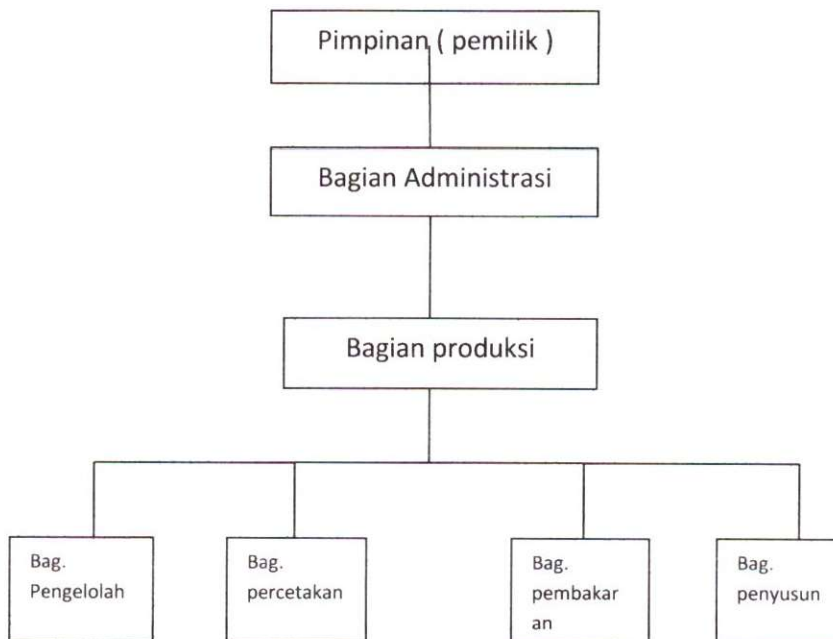 Pimpinan ( pemilik )
Bagian Administrasi
Bagian produksi
Bag.
Pengelolah
Bag.
percetakan
Bag.
pembakar
an
Bag.
penyusun